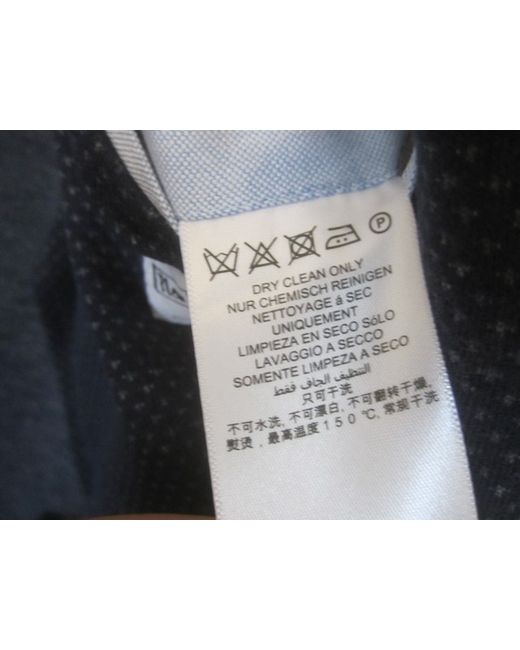 P
DRY CLEAN ONLY
NUR CHEMISCH REINIGEN
NETTOYAGE á SEC
UNIQUEMENT
LIMPIEZA EN SECO SóLO
LAVAGGIO A SECCO
SOMENTE LIMPEZA A SECO
التنظيف الجاف فقط
只可干洗
不可水洗, 不可漂白, 不可翻转干燥,
熨烫, 最高温度150℃, 常规干洗